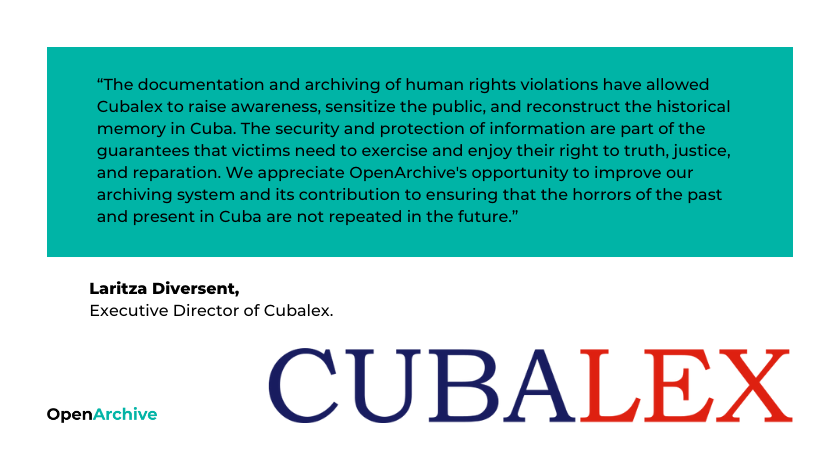 “The documentation and archiving of human rights violations have allowed
Cubalex to raise awareness, sensitize the public, and reconstruct the historical
memory in Cuba. The security and protection of information are part of the
guarantees that victims need to exercise and enjoy their right to truth, justice,
and reparation. We appreciate OpenArchive's opportunity to improve our
archiving system and its contribution to ensuring that the horrors of the past
and present in Cuba are not repeated in the future.”
Laritza Diversent,
Executive Director of Cubalex.
CUBALEX
OpenArchive